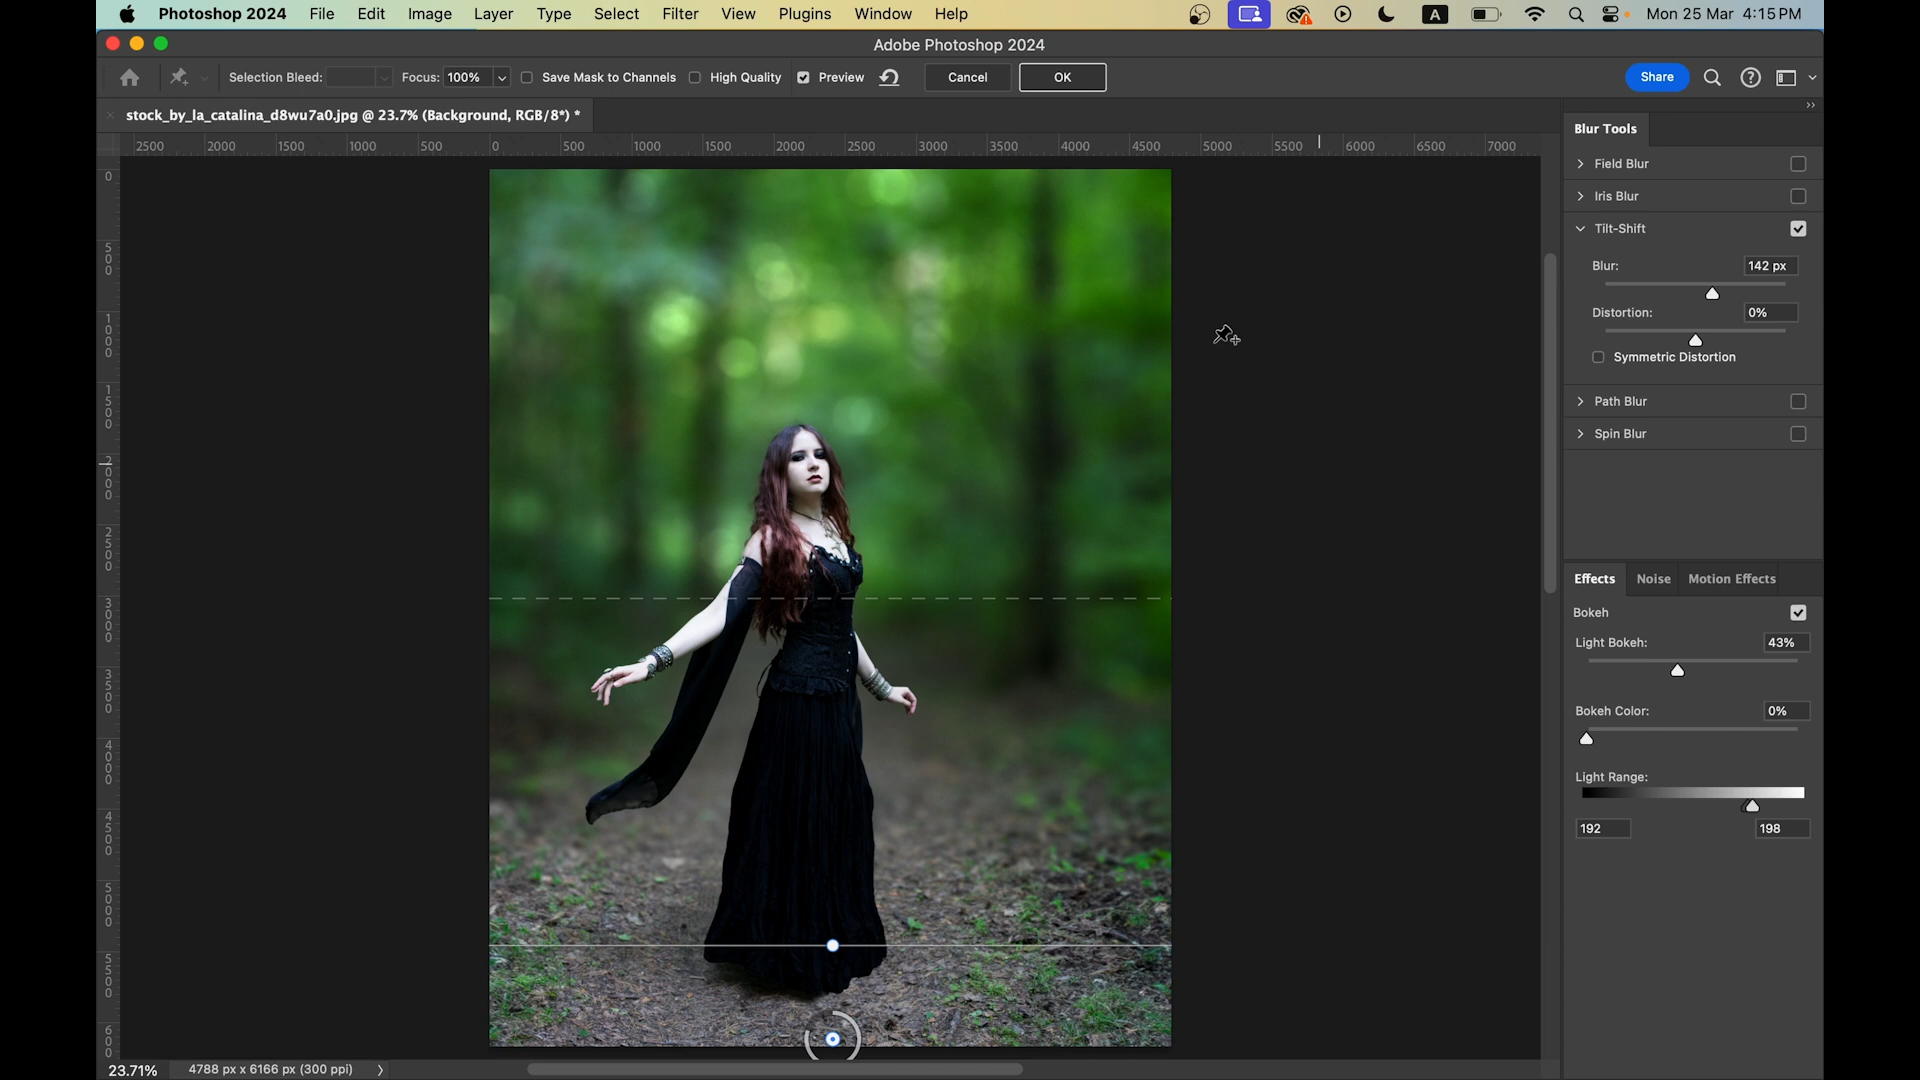 Photoshop 2024 File Edit Image Layer Type Select Filter View Plugins Window Help A Mon 25 Mar 4:15 PM
Adobe Photoshop 2024
Selection Bleed: Focus: 100% Save Mask to Channels High Quality Preview Cancel OK Share
stock_by_la_catalina_d8wu7a0.jpg @ 23.7% (Background, RGB/8*) *
2500 2000 1500 1000 500 0 500 1000 1500 2000 2500 3000 3500 4000 4500 5000 5500 6000 6500 7000
0
500
1000
1500
2000
2500
3000
3500
4000
4500
5000
5500
600
Blur Tools
Field Blur
Iris Blur
Tilt-Shift
Blur: 142 px
Distortion: 0%
Symmetric Distortion
Path Blur
Spin Blur
Effects Noise Motion Effects
Bokeh
Light Bokeh: 43%
Bokeh Color: 0%
Light Range:
192 198
23.71% 4788 px x 6166 px (300 ppi)